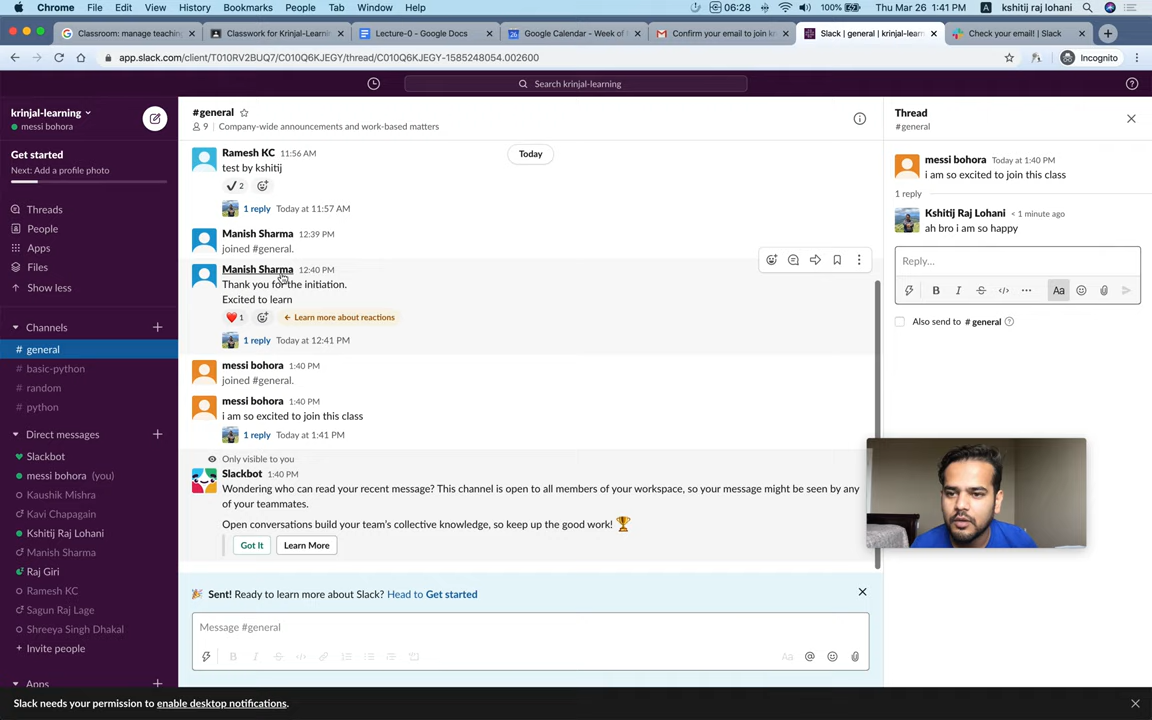 Chrome File Edit View History Bookmarks People Tab Window Help
06:28 100% Thu Mar 26 1:41 PM kshitij raj lohani
Classroom: manage teaching
Classwork for Krinjal-Learnin
Lecture-0 - Google Docs
Google Calendar - Week of
Confirm your email to join kr
Slack | general | krinjal-learn
Check your email! | Slack
app.slack.com/client/T010RV2BUQ7/C010Q6KJEGY/thread/C010Q6KJEGY-1585248054.002600
Incognito
Search krinjal-learning
krinjal-learning
messi bohora
Get started
Next: Add a profile photo
Threads
People
Apps
Files
Show less
Channels
# general
# basic-python
# random
# python
Direct messages
Slackbot
messi bohora (you)
Kaushik Mishra
Kavi Chapagain
Kshitij Raj Lohani
Manish Sharma
Raj Giri
Ramesh KC
Sagun Raj Lage
Shreeya Singh Dhakal
+ Invite people
Apps
#general
9 | Company-wide announcements and work-based matters
Today
Ramesh KC 11:56 AM
test by kshitij
2
1 reply Today at 11:57 AM
Manish Sharma 12:39 PM
joined #general.
Manish Sharma 12:40 PM
Thank you for the initiation.
Excited to learn
1 ← Learn more about reactions
1 reply Today at 12:41 PM
messi bohora 1:40 PM
joined #general.
messi bohora 1:40 PM
i am so excited to join this class
1 reply Today at 1:41 PM
Only visible to you
Slackbot 1:40 PM
Wondering who can read your recent message? This channel is open to all members of your workspace, so your message might be seen by any
of your teammates.
Open conversations build your team's collective knowledge, so keep up the good work!
Got It Learn More
Sent! Ready to learn more about Slack? Head to Get started
Message #general
B I S </> Aa @
Thread
#general
messi bohora Today at 1:40 PM
i am so excited to join this class
1 reply
Kshitij Raj Lohani < 1 minute ago
ah bro i am so happy
Reply...
B I S </> ... Aa
Also send to # general
Slack needs your permission to enable desktop notifications.